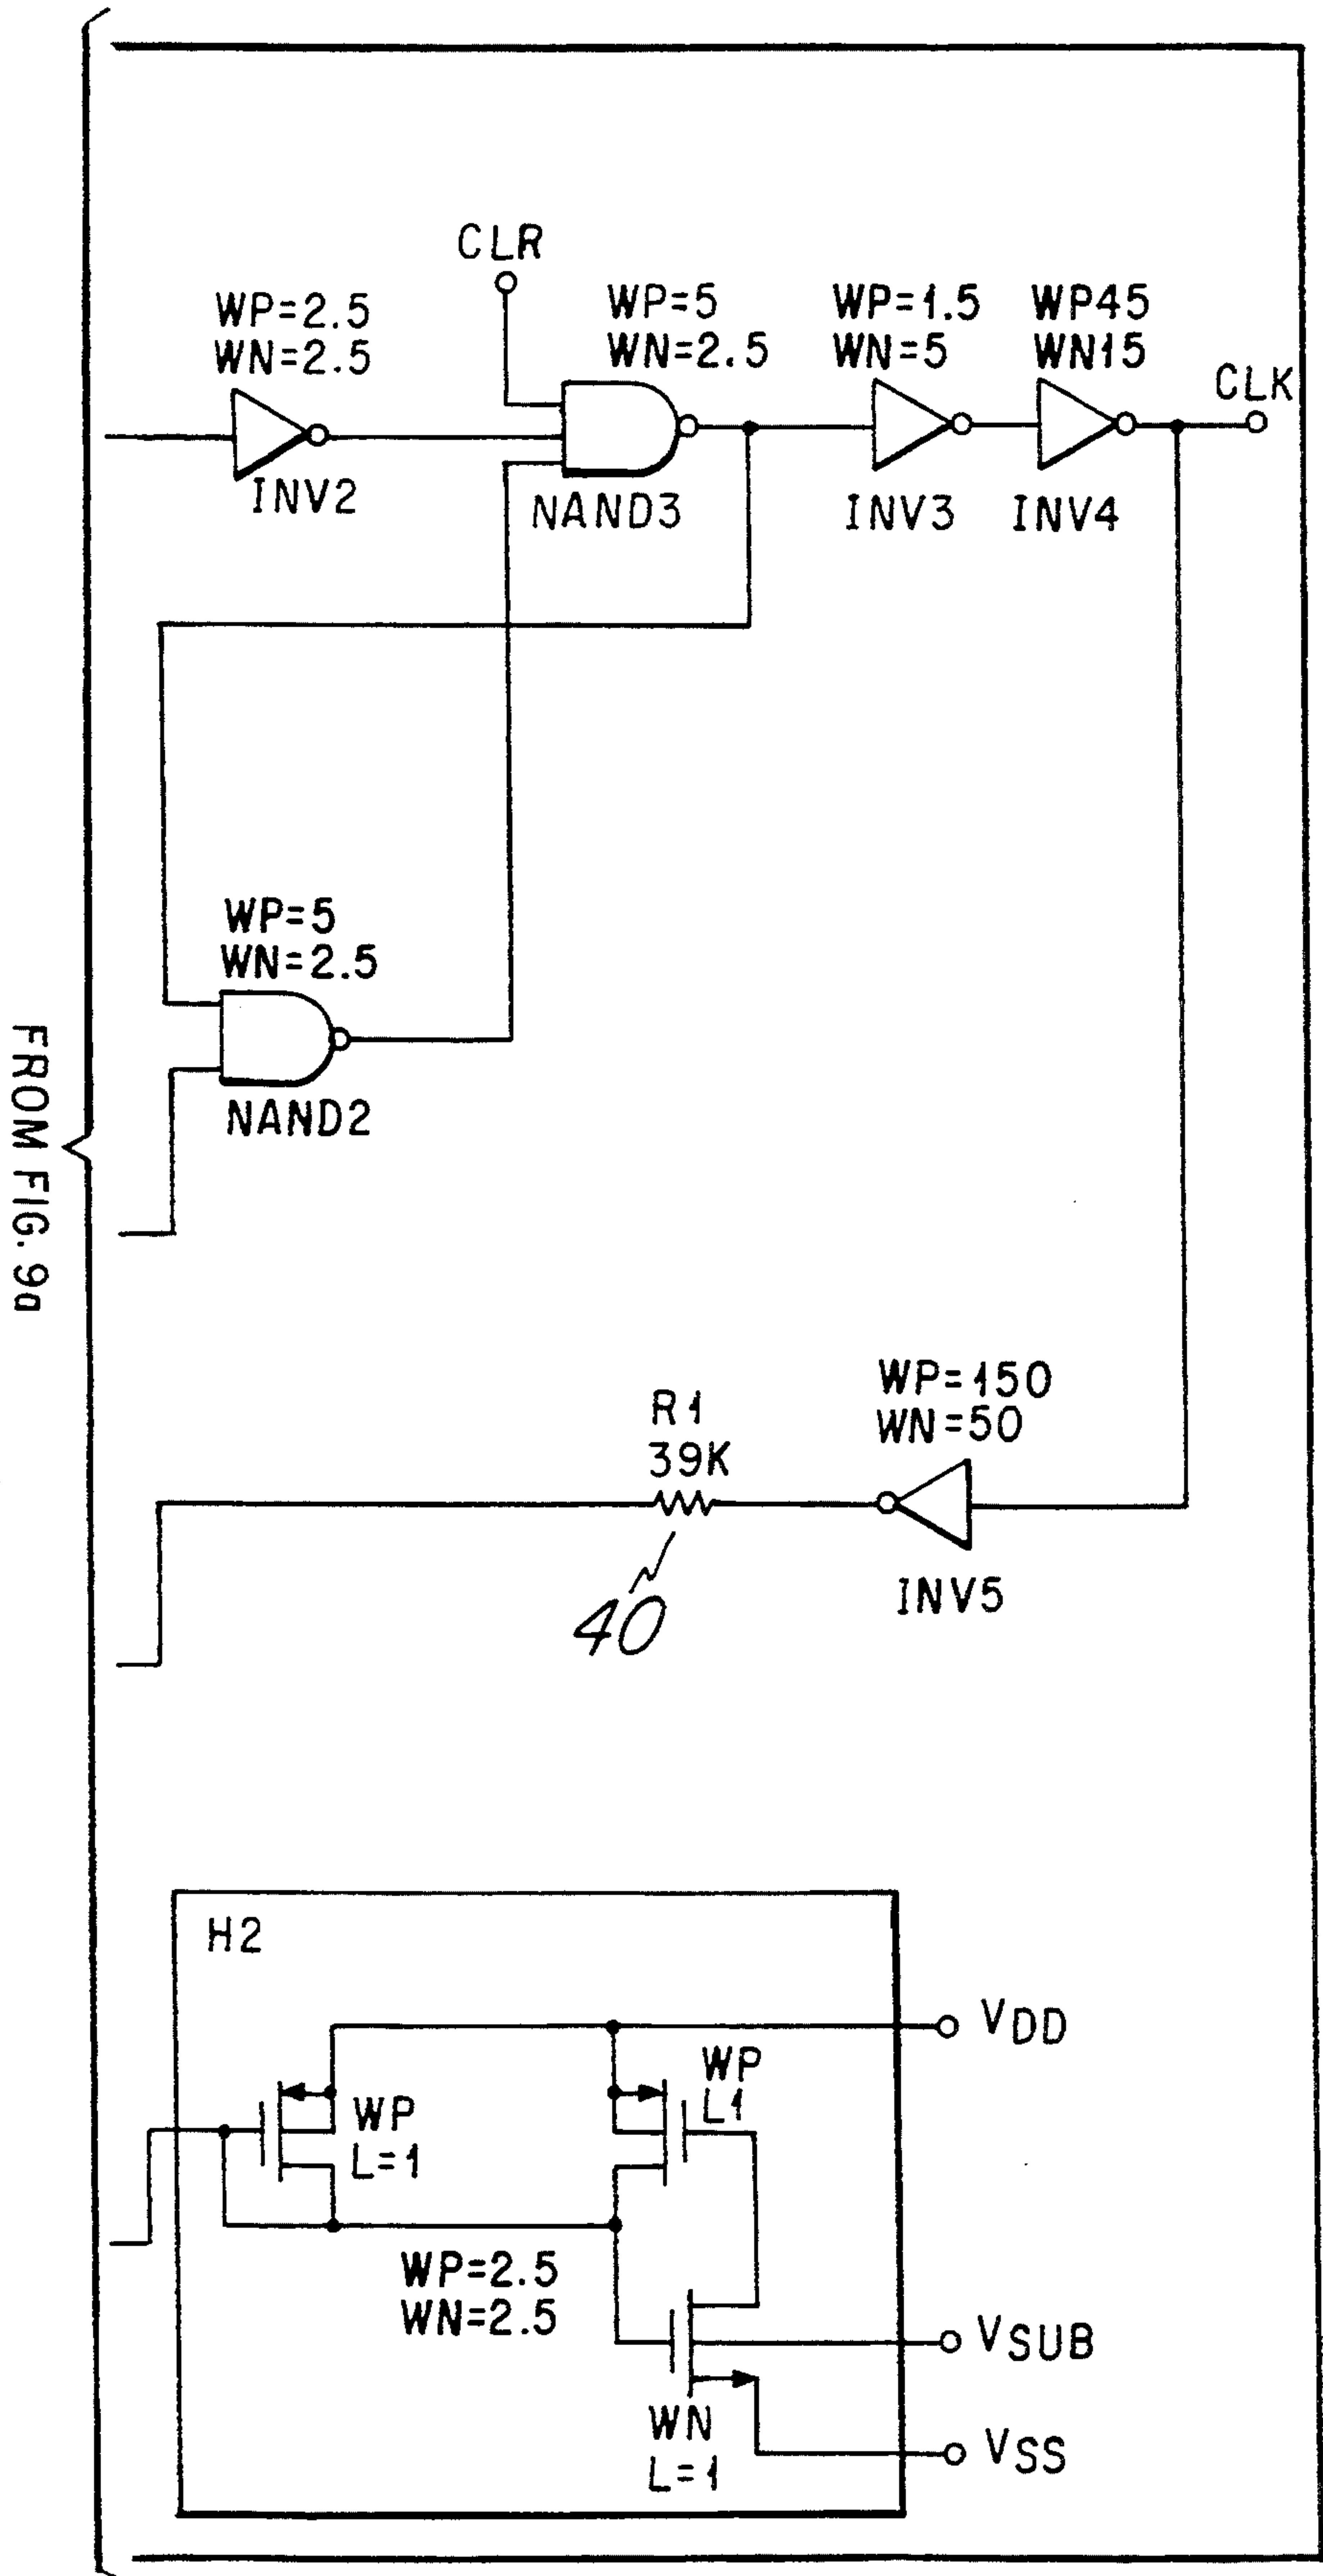 CLR
WP=2.5
WN=2.5
WP=5
WN=2.5
WP=1.5
WN=5
WP45
WN15
CLK
INV2
NAND3
INV3
INV4
WP=5
WN=2.5
NAND2
FROM FIG. 9a
WP=150
WN=50
R1
39K
INV5
40
H2
VDD
WP
L1
WP
L=1
WP=2.5
WN=2.5
VSUB
WN
L=1
VSS